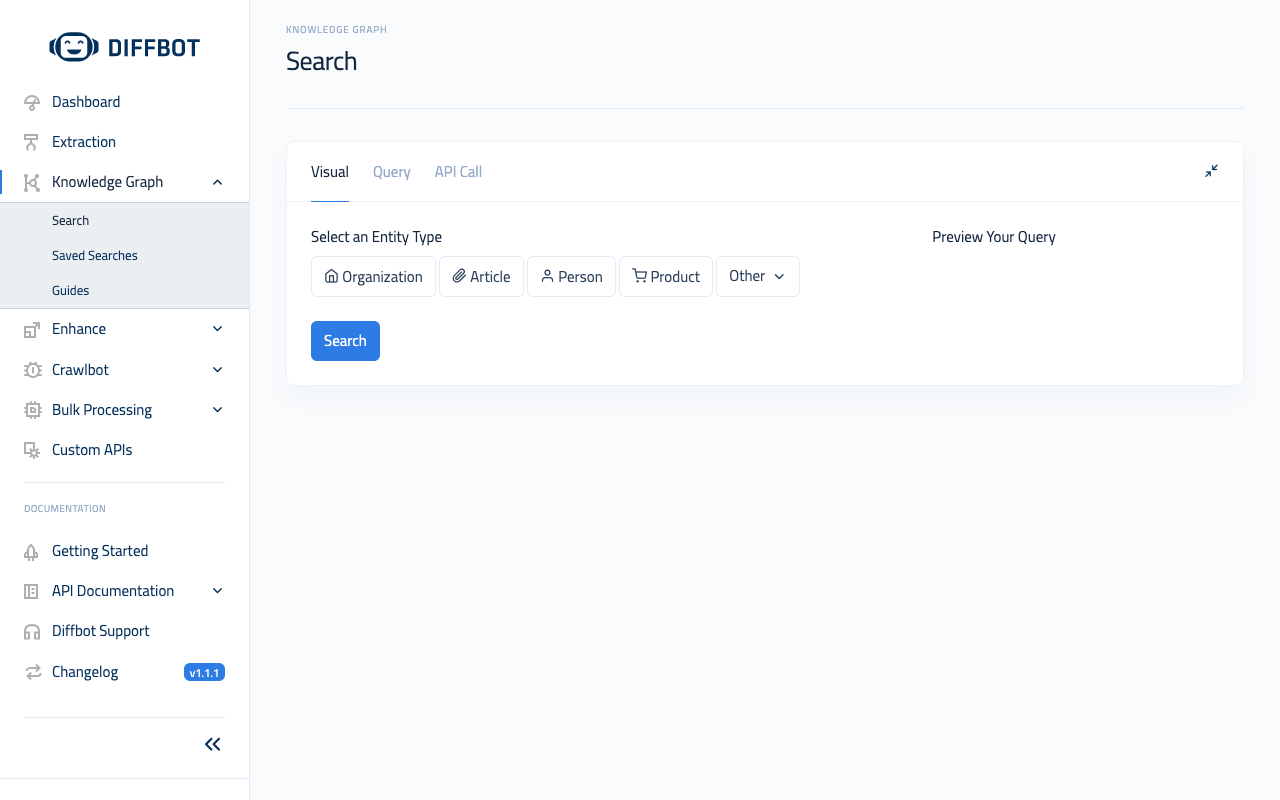 DIFFBOT
Dashboard
Extraction
Knowledge Graph
Search
Saved Searches
Guides
Enhance
Crawlbot
Bulk Processing
Custom APIs
DOCUMENTATION
Getting Started
API Documentation
Diffbot Support
Changelog v1.1.1
KNOWLEDGE GRAPH
Search
Visual Query API Call
Select an Entity Type
Organization Article Person Product Other
Search
Preview Your Query